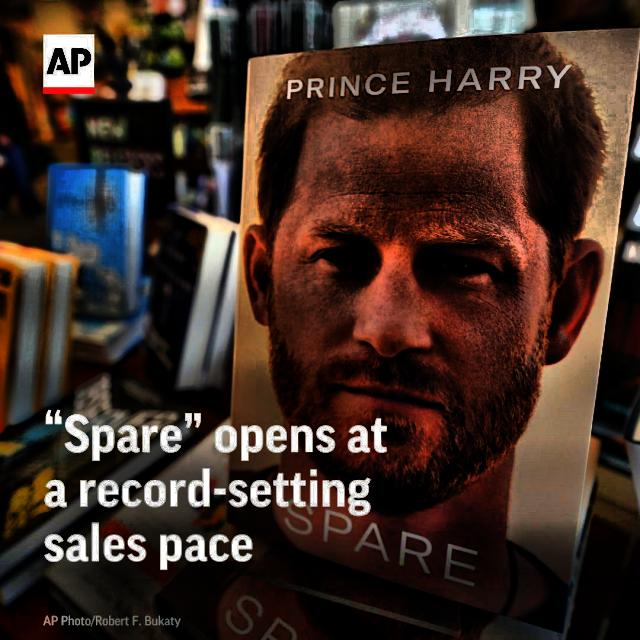 AP
PRINCE HARRY
“Spare” opens at
a record-setting
sales pace
SPARE
AP Photo/Robert F. Bukaty